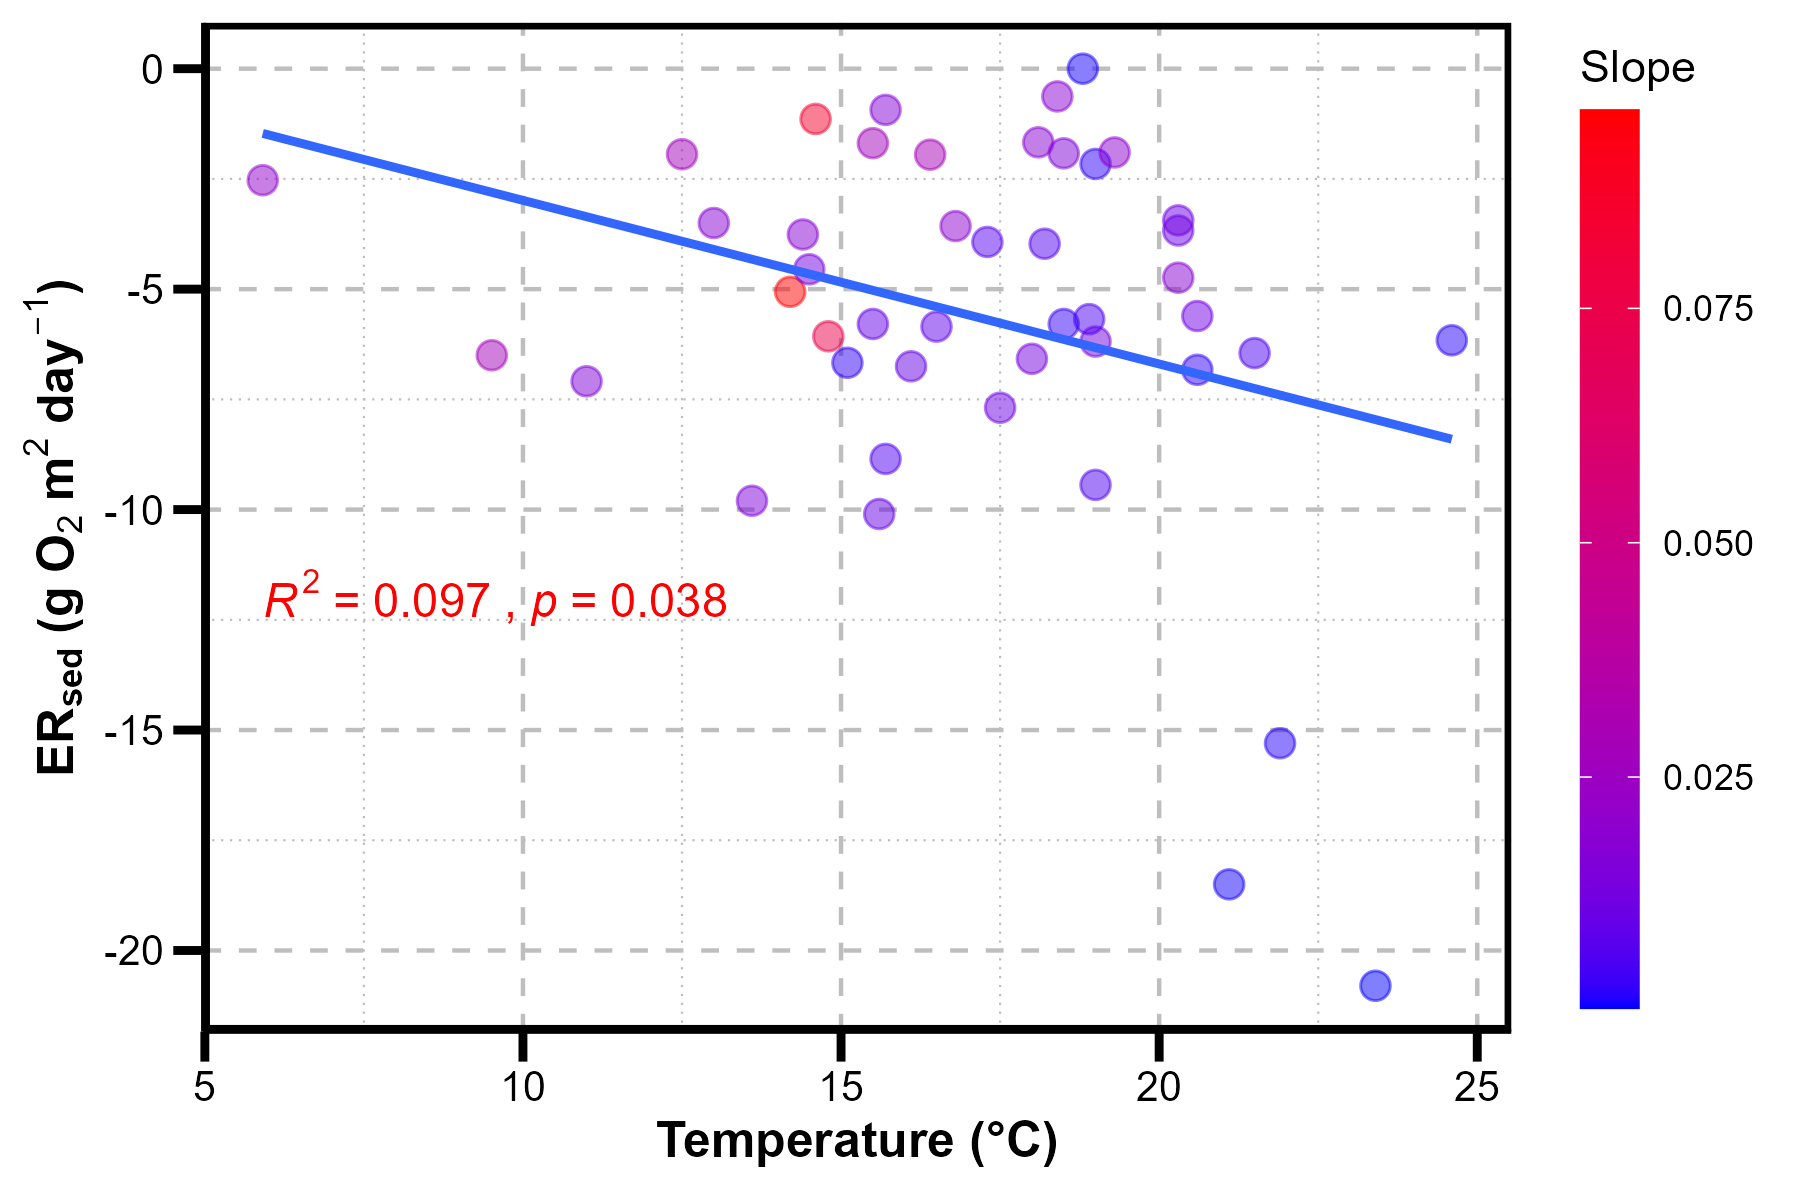 Slope
0.075
0.050
0.025
0
-5
-10
-15
-20
ER_sed (g O₂ m² day⁻¹)
R² = 0.097 , p = 0.038
5 10 15 20 25
Temperature (°C)